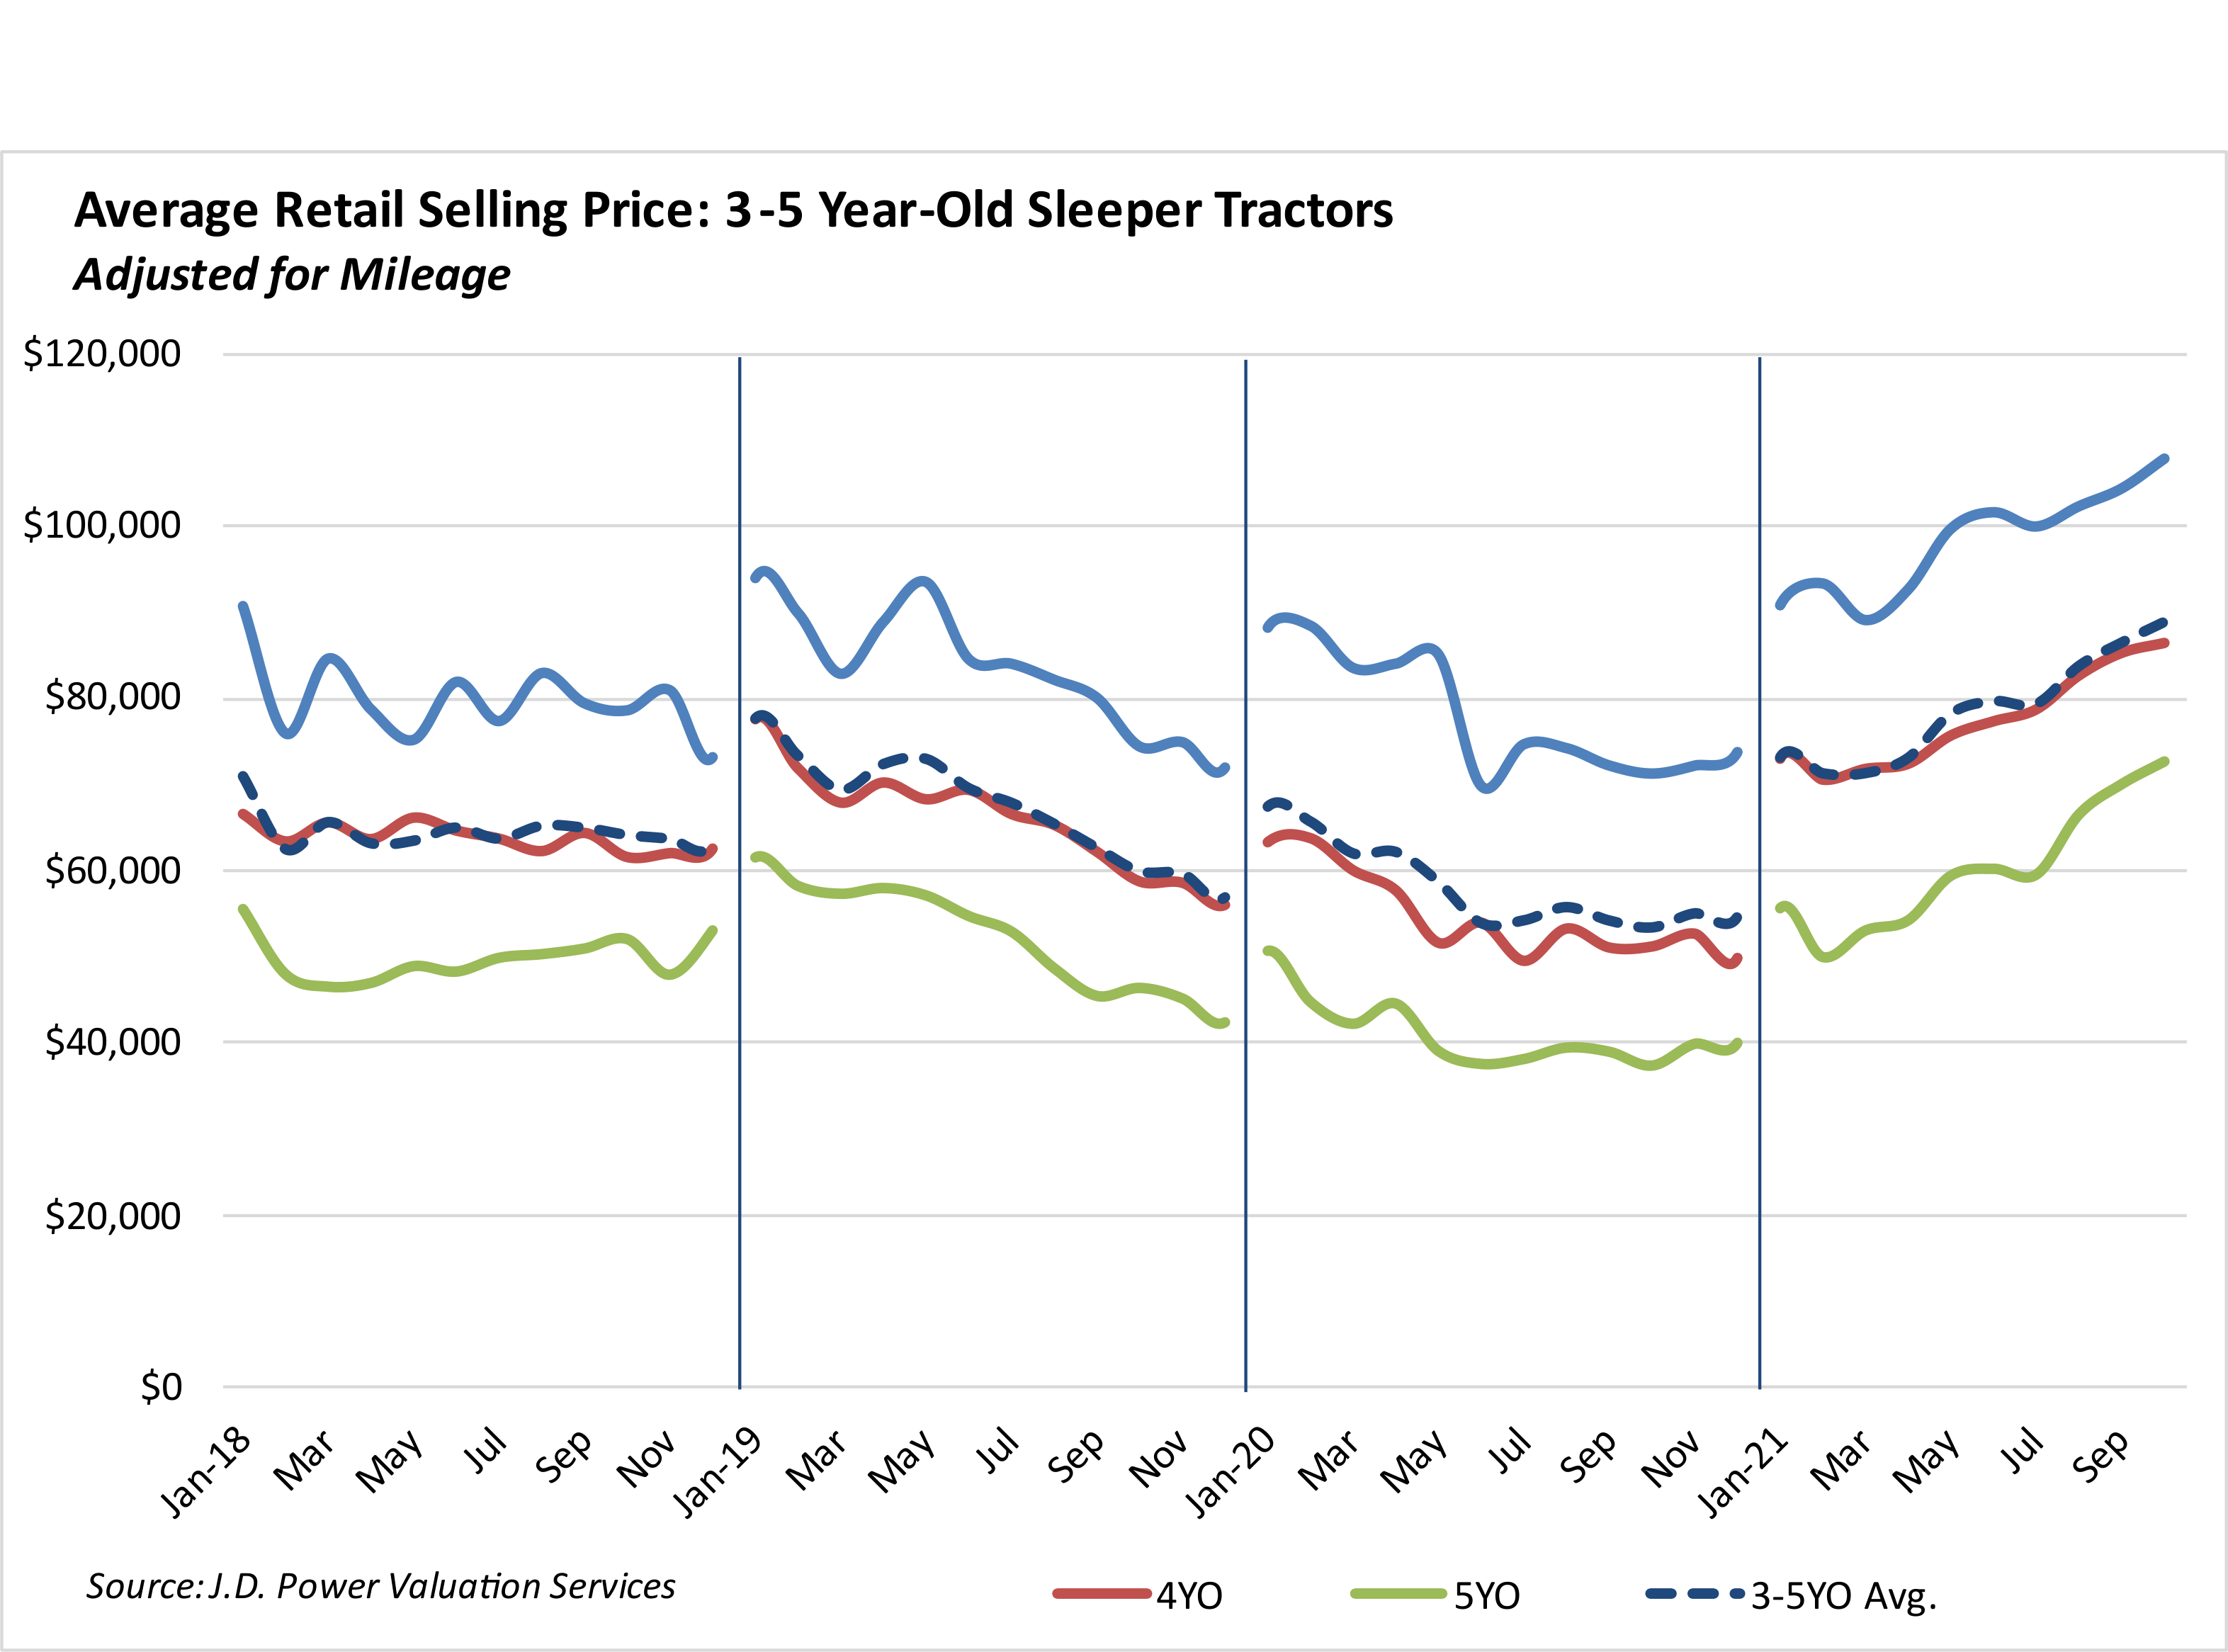 Average Retail Selling Price: 3 -5 Year-Old Sleeper Tractors
Adjusted for Mileage
$120,000
$100,000
$80,000
$60,000
$40,000
$20,000
$0
Jan-18
Mar
May
Jul
Sep
Nov
Jan-19
Mar
May
Jul
Sep
Nov
Jan-20
Mar
May
Jul
Sep
Nov
Jan-21
Mar
May
Jul
Sep
Source: J.D. Power Valuation Services
4YO
5YO
3-5YO Avg.